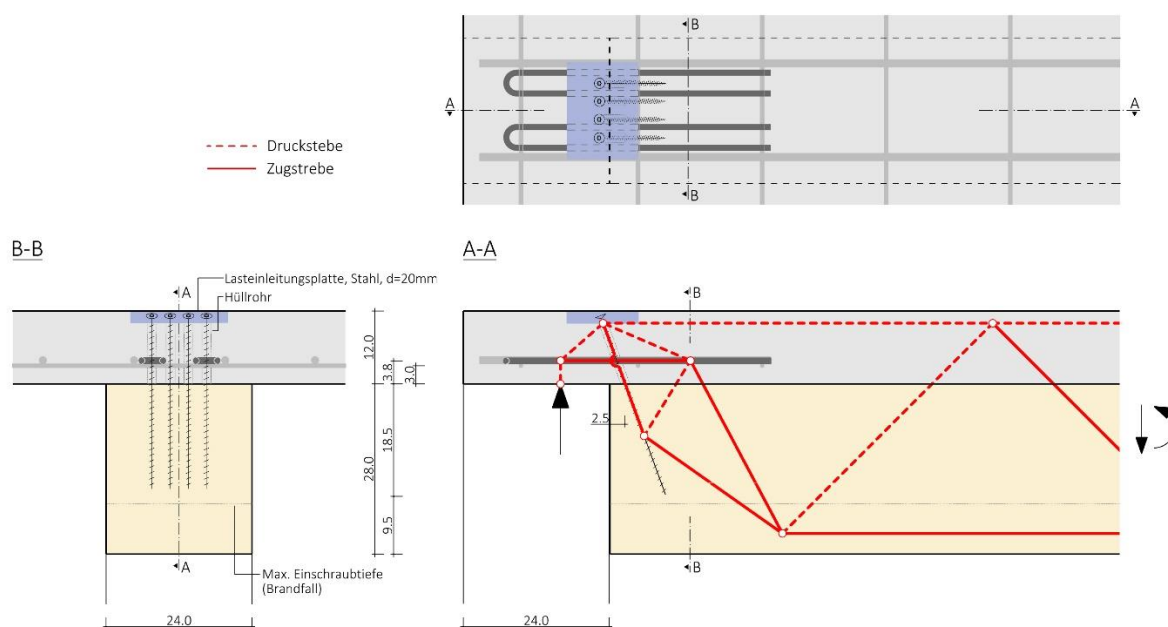 B
A
A
B
Druckstebe
Zugstrebe
B-B
A-A
A
Lasteinleitungsplatte, Stahl, d=20mm
Hüllrohr
B
12.0
3.8
3.0
2.5
28.0
18.5
9.5
A
B
Max. Einschraubtiefe
(Brandfall)
24.0
24.0